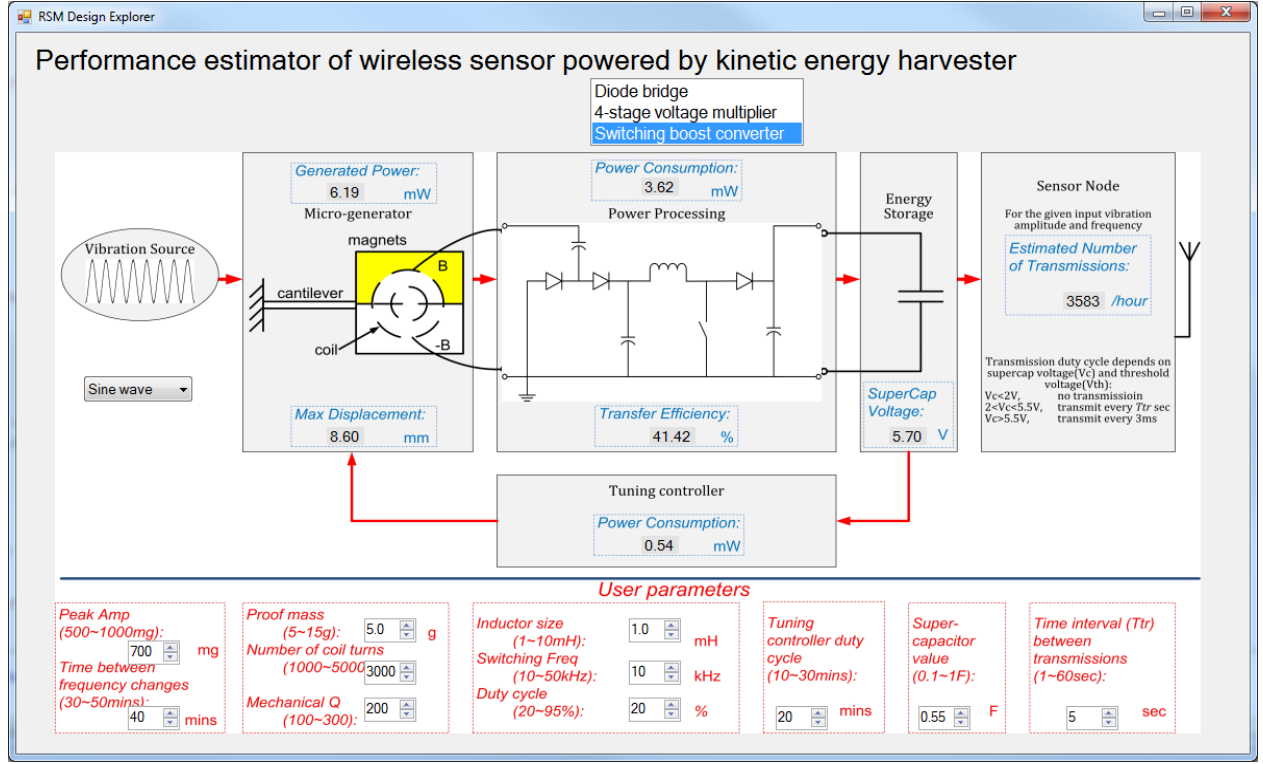 RSM Design Explorer
Performance estimator of wireless sensor powered by kinetic energy harvester
Diode bridge
4-stage voltage multiplier
Switching boost converter
Vibration Source
Sine wave
Generated Power:
6.19 mW
Micro-generator
magnets
B
cantilever
coil
-B
Max Displacement:
8.60 mm
Power Consumption:
3.62 mW
Power Processing
Transfer Efficiency:
41.42 %
Energy
Storage
SuperCap
Voltage:
5.70 V
Sensor Node
For the given input vibration
amplitude and frequency
Estimated Number
of Transmissions:
3583 /hour
Transmission duty cycle depends on
supercap voltage(Vc) and threshold
voltage(Vth):
Vc<2V, no transmissioin
2<Vc<5.5V, transmit every Ttr sec
Vc>5.5V, transmit every 3ms
Tuning controller
Power Consumption:
0.54 mW
User parameters
Peak Amp
(500~1000mg):
700 mg
Time between
frequency changes
(30~50mins):
40 mins
Proof mass
(5~15g): 5.0 g
Number of coil turns
(1000~5000 3000
Mechanical Q
(100~300): 200
Inductor size
(1~10mH): 1.0 mH
Switching Freq
(10~50kHz): 10 kHz
Duty cycle
(20~95%): 20 %
Tuning
controller duty
cycle
(10~30mins):
20 mins
Super-
capacitor
value
(0.1~1F):
0.55 F
Time interval (Ttr)
between
transmissions
(1~60sec):
5 sec